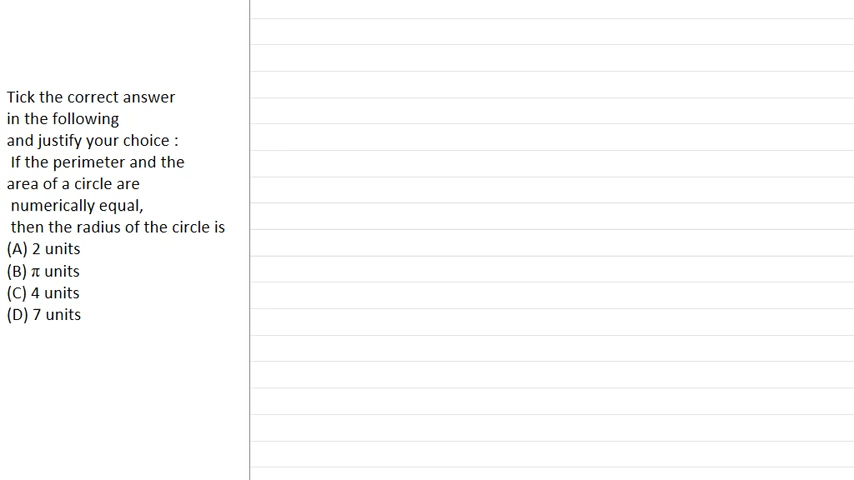 Tick the correct answer
in the following
and justify your choice :
If the perimeter and the
area of a circle are
numerically equal,
then the radius of the circle is
(A) 2 units
(B) π units
(C) 4 units
(D) 7 units